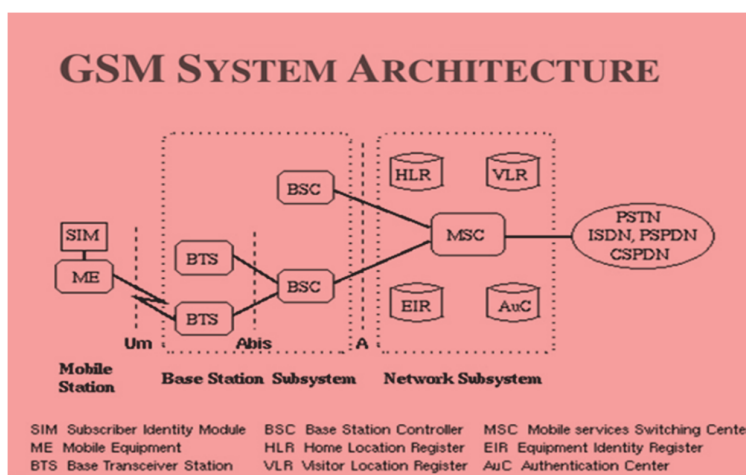 GSM SYSTEM ARCHITECTURE
HLR
VLR
BSC
PSTN
ISDN, PSPDN
CSPDN
MSC
SIM
ME
BTS
BSC
BTS
EIR
AuC
Um
Abis
A
Mobile
Station
Base Station Subsystem
Network Subsystem
SIM Subscriber Identity Module BSC Base Station Controller MSC Mobile services Switching Cente
ME Mobile Equipment HLR Home Location Register EIR Equipment Identity Register
BTS Base Transceiver Station VLR Visitor Location Register AuC Authentication Center